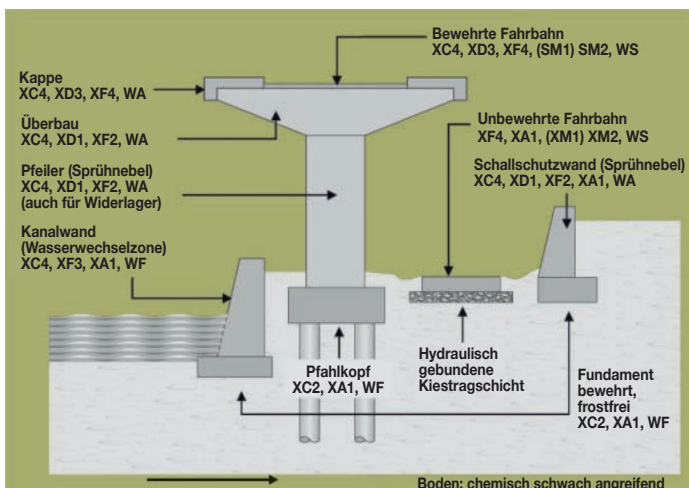 Bewehrte Fahrbahn
XC4, XD3, XF4, (SM1) SM2, WS
Kappe
XC4, XD3, XF4, WA
Überbau
XC4, XD1, XF2, WA
Unbewehrte Fahrbahn
XF4, XA1, (XM1) XM2, WS
Pfeiler (Sprühnebel)
XC4, XD1, XF2, WA
(auch für Widerlager)
Schallschutzwand (Sprühnebel)
XC4, XD1, XF2, XA1, WA
Kanalwand
(Wasserwechselzone)
XC4, XF3, XA1, WF
Pfahlkopf
XC2, XA1, WF
Hydraulisch
gebundene
Kiestragschicht
Fundament
bewehrt,
frostfrei
XC2, XA1, WF
Boden: chemisch schwach angreifend